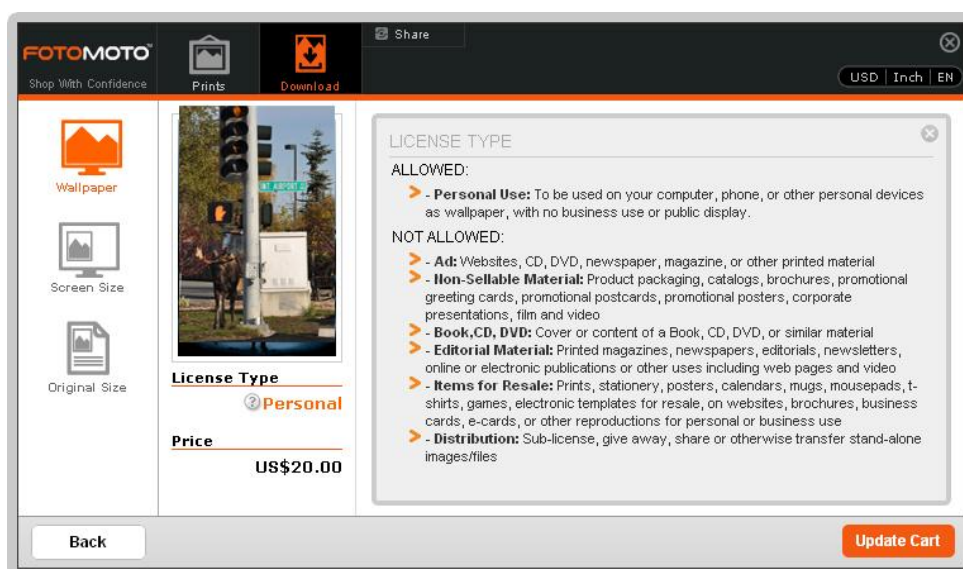 Share
FOTOMOTO
Shop With Confidence
Prints
Download
USD | Inch | EN
Wallpaper
Screen Size
Original Size
AIRPORT
License Type
Personal
Price
US$20.00
LICENSE TYPE
ALLOWED:
- Personal Use: To be used on your computer, phone, or other personal devices
as wallpaper, with no business use or public display.
NOT ALLOWED:
- Ad: Websites, CD, DVD, newspaper, magazine, or other printed material
- Non-Sellable Material: Product packaging, catalogs, brochures, promotional
greeting cards, promotional postcards, promotional posters, corporate
presentations, film and video
- Book,CD, DVD: Cover or content of a Book, CD, DVD, or similar material
- Editorial Material: Printed magazines, newspapers, editorials, newsletters,
online or electronic publications or other uses including web pages and video
- Items for Resale: Prints, stationery, posters, calendars, mugs, mousepads, t-
shirts, games, electronic templates for resale, on websites, brochures, business
cards, e-cards, or other reproductions for personal or business use
- Distribution: Sub-license, give away, share or otherwise transfer stand-alone
images/files
Back
Update Cart